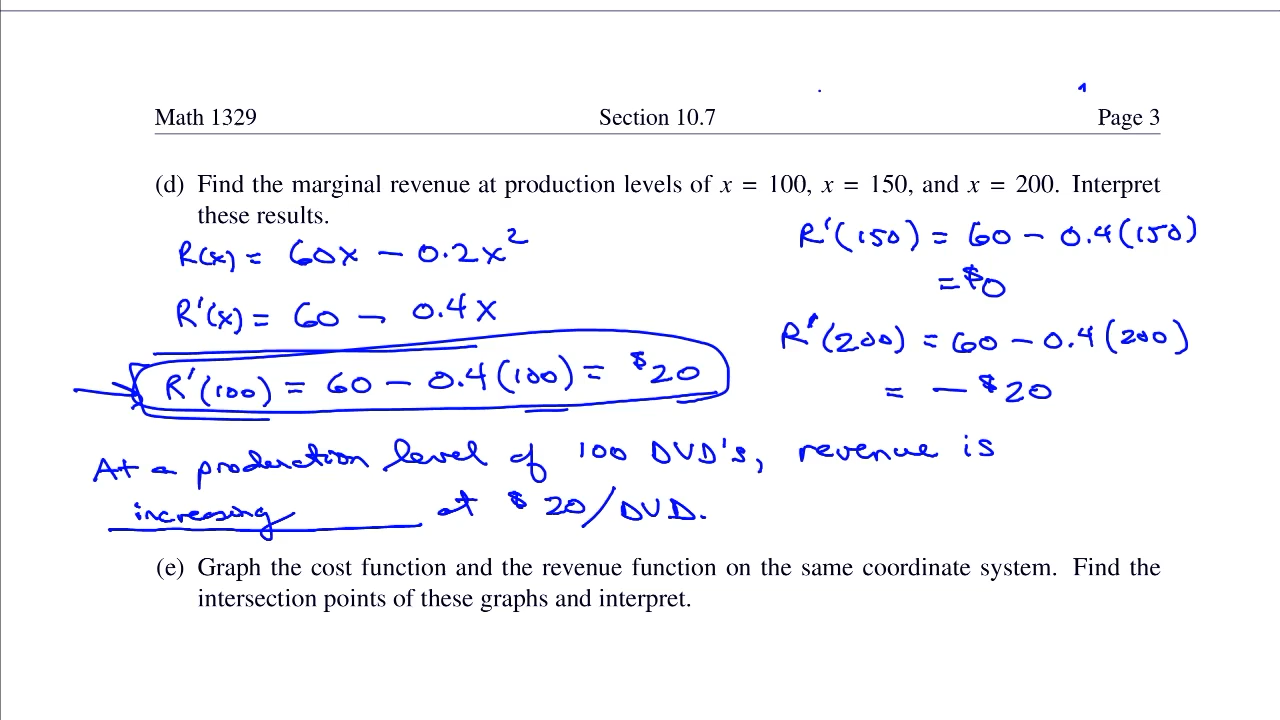 Math 1329 Section 10.7 Page 3
(d) Find the marginal revenue at production levels of x = 100, x = 150, and x = 200. Interpret
these results.
R(x) = 60x − 0.2x²
R'(x) = 60 − 0.4x
R'(100) = 60 − 0.4(100) = $20
R'(150) = 60 − 0.4(150)
= $0
R'(200) = 60 − 0.4(200)
= −$20
At a production level of 100 DVD's, revenue is
increasing at $20/DVD.
(e) Graph the cost function and the revenue function on the same coordinate system. Find the
intersection points of these graphs and interpret.